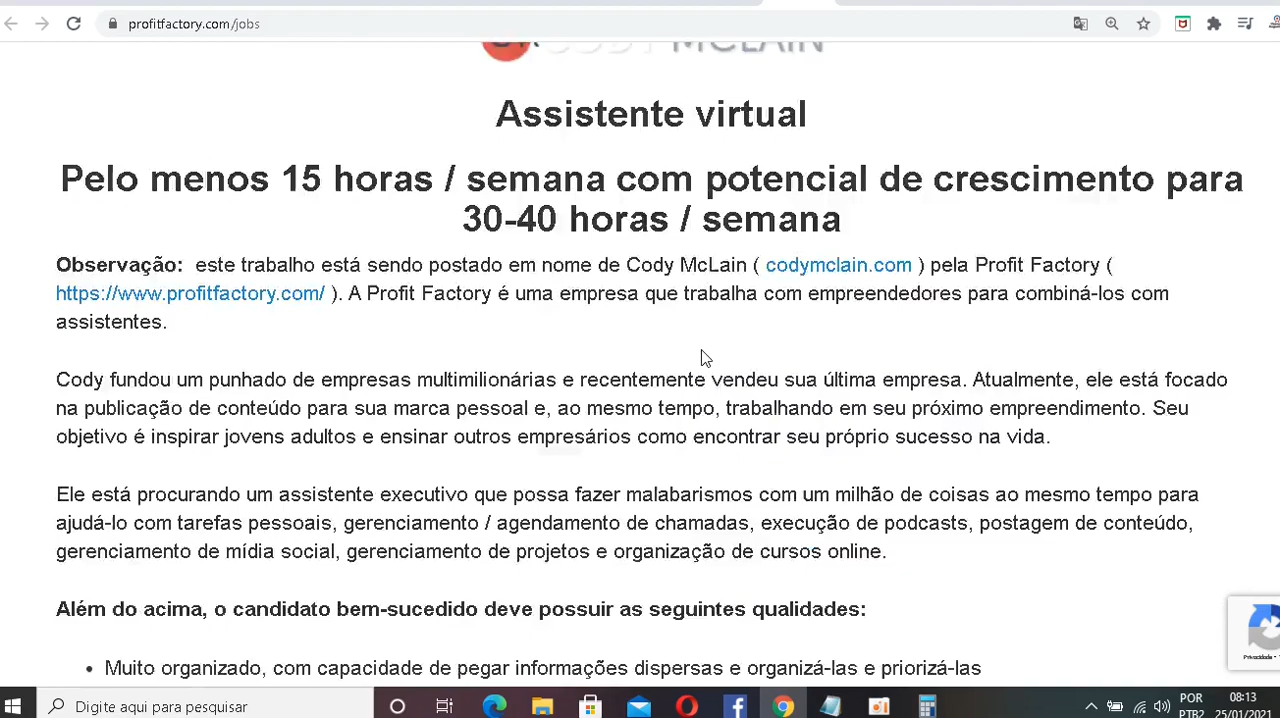 profitfactory.com/jobs
CODY MCLAIN
Assistente virtual
Pelo menos 15 horas / semana com potencial de crescimento para
30-40 horas / semana
Observação: este trabalho está sendo postado em nome de Cody McLain ( codymclain.com ) pela Profit Factory (
https://www.profitfactory.com/ ). A Profit Factory é uma empresa que trabalha com empreendedores para combiná-los com
assistentes.
Cody fundou um punhado de empresas multimilionárias e recentemente vendeu sua última empresa. Atualmente, ele está focado
na publicação de conteúdo para sua marca pessoal e, ao mesmo tempo, trabalhando em seu próximo empreendimento. Seu
objetivo é inspirar jovens adultos e ensinar outros empresários como encontrar seu próprio sucesso na vida.
Ele está procurando um assistente executivo que possa fazer malabarismos com um milhão de coisas ao mesmo tempo para
ajudá-lo com tarefas pessoais, gerenciamento / agendamento de chamadas, execução de podcasts, postagem de conteúdo,
gerenciamento de mídia social, gerenciamento de projetos e organização de cursos online.
Além do acima, o candidato bem-sucedido deve possuir as seguintes qualidades:
• Muito organizado, com capacidade de pegar informações dispersas e organizá-las e priorizá-las
Privacidade
Digite aqui para pesquisar
POR 08:13
PTB2 25/01/2021